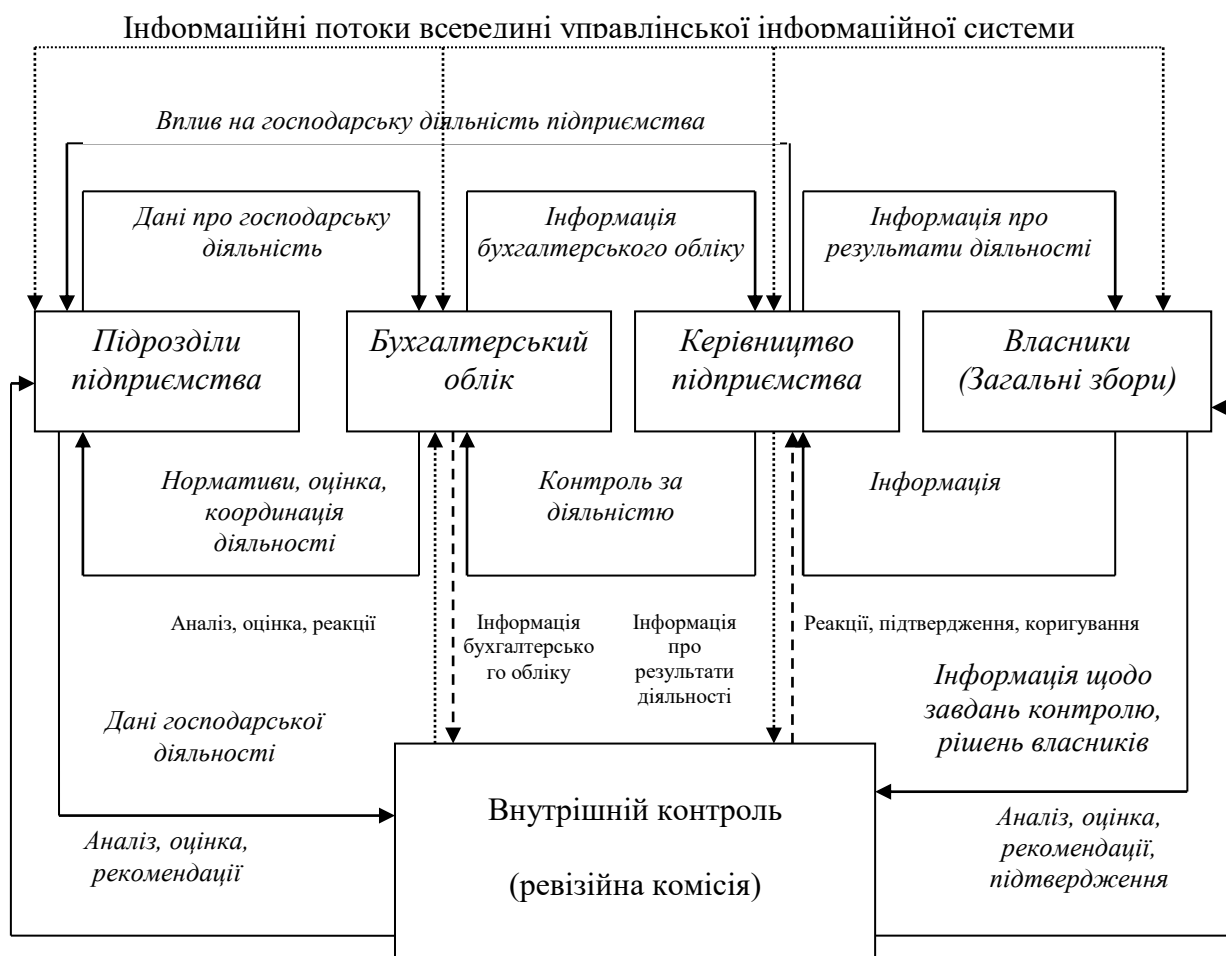 Інформаційні потоки всередині управлінської інформаційної системи
Вплив на господарську діяльність підприємства
Дані про господарську
діяльність
Інформація
бухгалтерського обліку
Інформація про
результати діяльності
Підрозділи
підприємства
Бухгалтерський
облік
Керівництво
підприємства
Власники
(Загальні збори)
Нормативи, оцінка,
координація
діяльності
Контроль за
діяльністю
Інформація
Аналіз, оцінка, реакції
Інформація
бухгалтерсько
го обліку
Інформація
про
результати
діяльності
Реакції, підтвердження, коригування
Інформація щодо
завдань контролю,
рішень власників
Дані господарської
діяльності
Внутрішній контроль
(ревізійна комісія)
Аналіз, оцінка,
рекомендації
Аналіз, оцінка,
рекомендації,
підтвердження